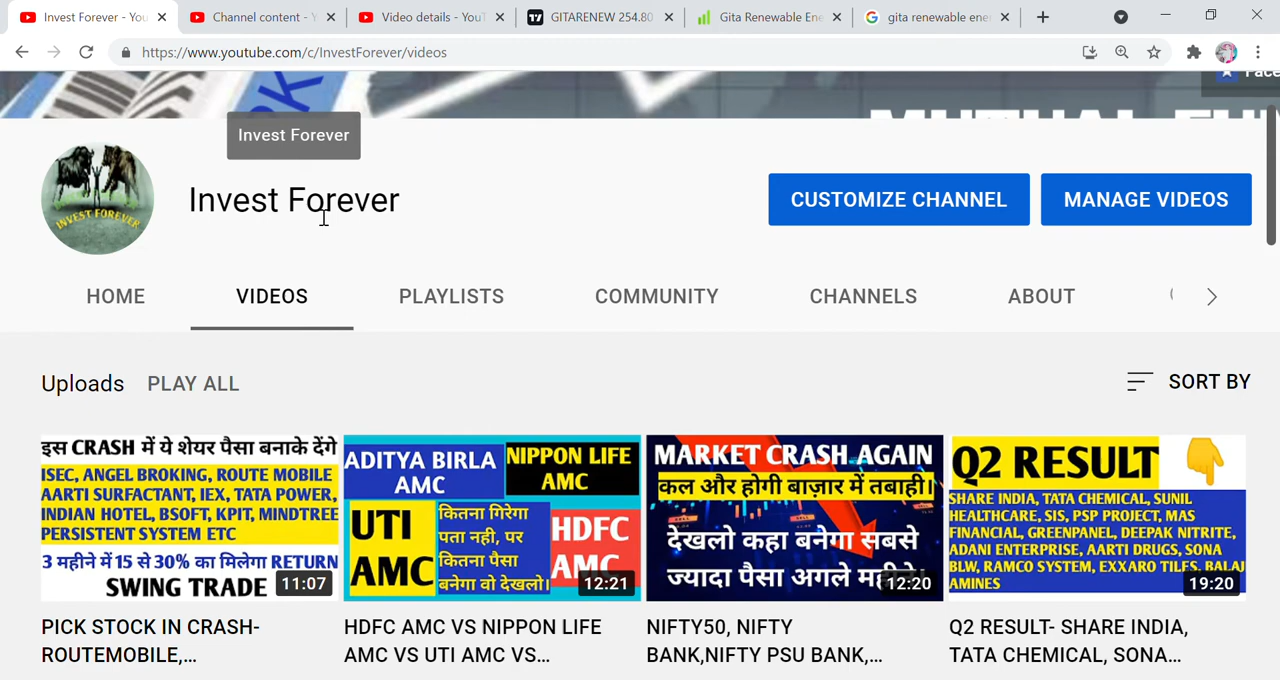 Invest Forever - You
Channel content - Y
Video details - YouT
GITARENEW 254.80
Gita Renewable Ene
gita renewable ener
https://www.youtube.com/c/InvestForever/videos
Invest Forever
INVEST FOREVER
Invest Forever
CUSTOMIZE CHANNEL
MANAGE VIDEOS
HOME
VIDEOS
PLAYLISTS
COMMUNITY
CHANNELS
ABOUT
Uploads
PLAY ALL
SORT BY
इस CRASH में ये शेयर पैसा बनाके देंगे
ISEC, ANGEL BROKING, ROUTE MOBILE
AARTI SURFACTANT, IEX, TATA POWER,
INDIAN HOTEL, BSOFT, KPIT, MINDTREE
PERSISTENT SYSTEM ETC
3 महीने में 15 से 30% का मिलेगा RETURN
SWING TRADE
11:07
ADITYA BIRLA
AMC
NIPPON LIFE
AMC
UTI
AMC
कितना गिरेगा
पता नही, पर
कितना पैसा
बनेगा वो देखलो।
HDFC
AMC
12:21
MARKET CRASH AGAIN
कल और होगी बाज़ार में तबाही।
देखलो कहा बनेगा सबसे
ज्यादा पैसा अगले
12:20
Q2 RESULT
SHARE INDIA, TATA CHEMICAL, SUNIL
HEALTHCARE, SIS, PSP PROJECT, MAS
FINANCIAL, GREENPANEL, DEEPAK NITRITE,
ADANI ENTERPRISE, AARTI DRUGS, SONA
BLW, RAMCO SYSTEM, EXXARO TILES, BALAJ
AMINES
19:20
PICK STOCK IN CRASH-
ROUTEMOBILE,...
HDFC AMC VS NIPPON LIFE
AMC VS UTI AMC VS...
NIFTY50, NIFTY
BANK,NIFTY PSU BANK,...
Q2 RESULT- SHARE INDIA,
TATA CHEMICAL, SONA...